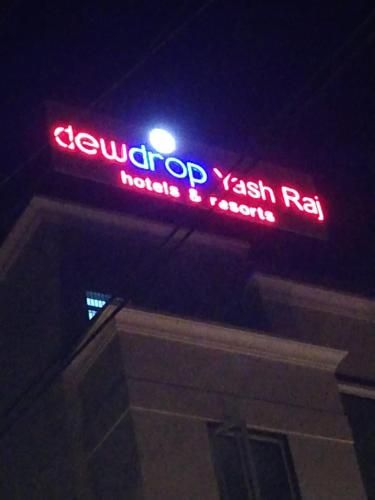 dewdrop Yash Raj
hotels & resorts